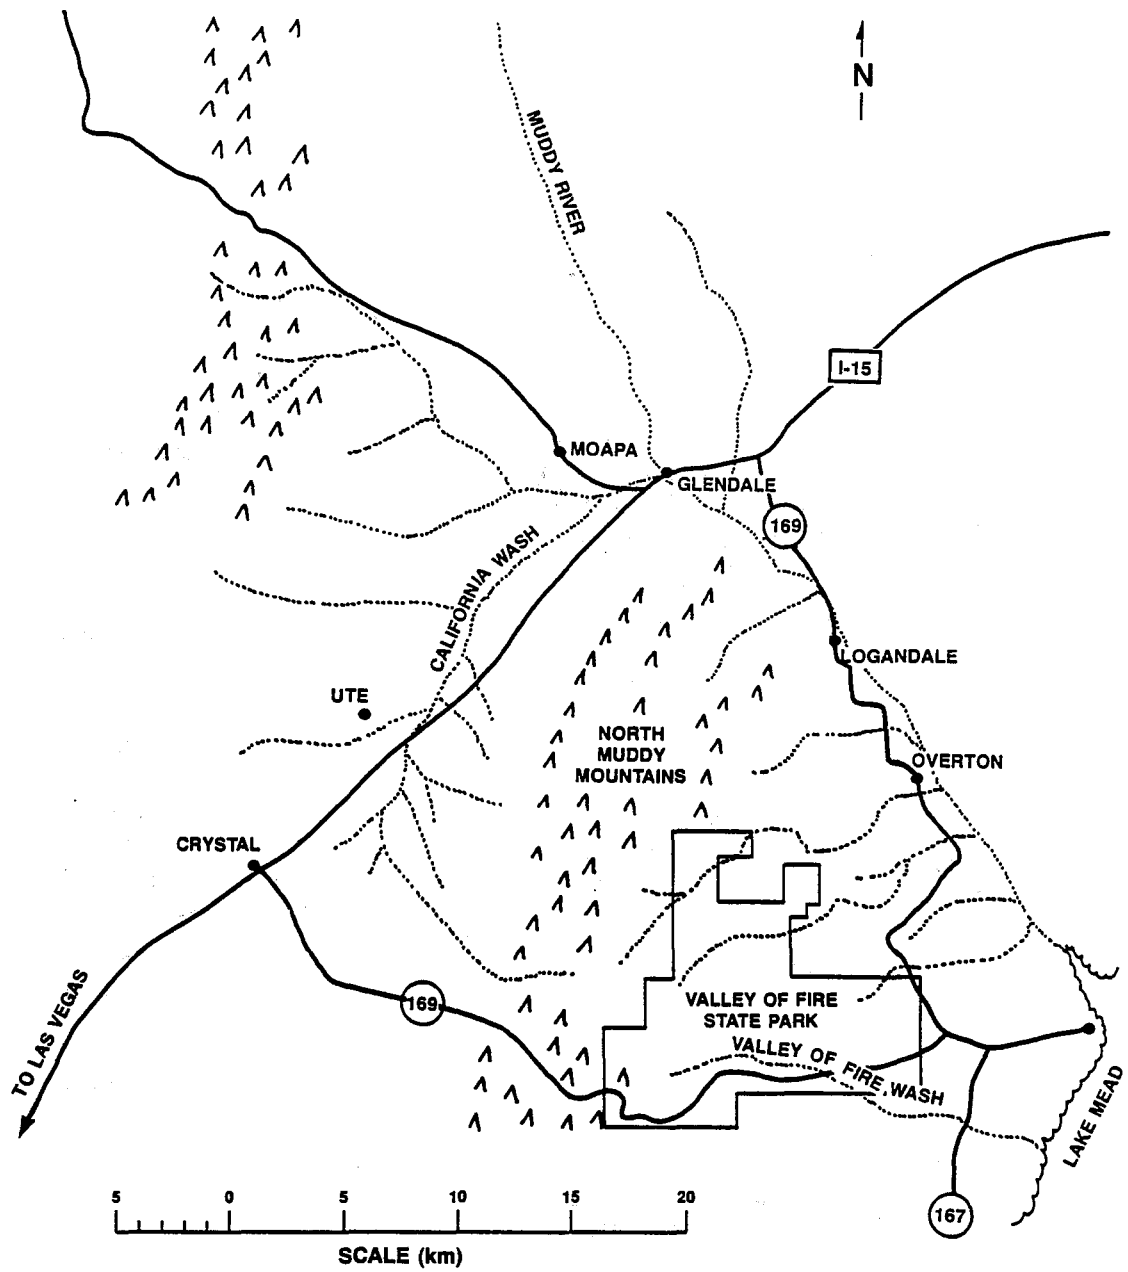 N
MUDDY RIVER
I-15
MOAPA
GLENDALE
169
CALIFORNIA WASH
LOGANDALE
UTE
NORTH
MUDDY
MOUNTAINS
OVERTON
CRYSTAL
169
VALLEY OF FIRE
STATE PARK
VALLEY OF FIRE WASH
TO LAS VEGAS
LAKE MEAD
167
5 0 5 10 15 20
SCALE (km)